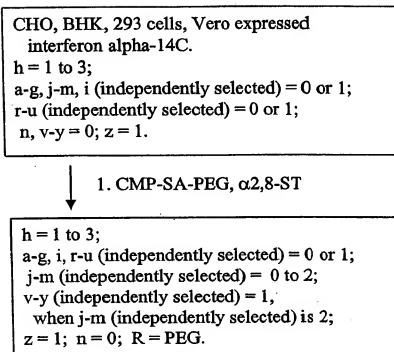 CHO, BHK, 293 cells, Vero expressed
interferon alpha-14C.
h = 1 to 3;
a-g, j-m, i (independently selected) = 0 or 1;
r-u (independently selected) = 0 or 1;
n, v-y = 0; z = 1.
1. CMP-SA-PEG, α2,8-ST
h = 1 to 3;
a-g, i, r-u (independently selected) = 0 or 1;
j-m (independently selected) = 0 to 2;
v-y (independently selected) = 1,
when j-m (independently selected) is 2;
z = 1; n = 0; R = PEG.